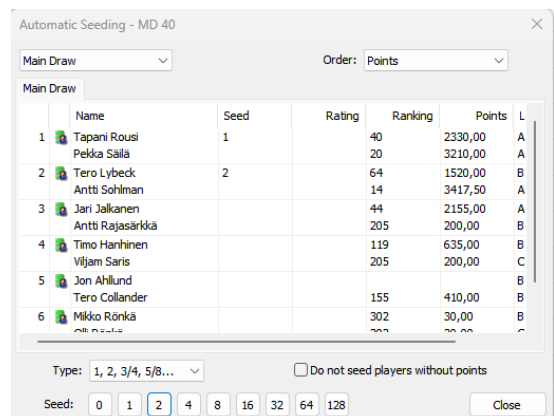 Automatic Seeding - MD 40
Main Draw Order: Points
Main Draw
Name Seed Rating Ranking Points
1 Tapani Rousi 1 40 2330,00 A
Pekka Säilä 20 3210,00 A
2 Tero Lybeck 2 64 1520,00 B
Antti Sohlman 14 3417,50 A
3 Jari Jalkanen 44 2155,00 A
Antti Rajasärkkä 205 200,00 B
4 Timo Hanhinen 119 635,00 B
Viljam Saris 205 200,00 C
5 Jon Ahllund B
Tero Collander 155 410,00 B
6 Mikko Rönkä 302 30,00 B
Type: 1, 2, 3/4, 5/8... Do not seed players without points
Seed: 0 1 2 4 8 16 32 64 128 Close